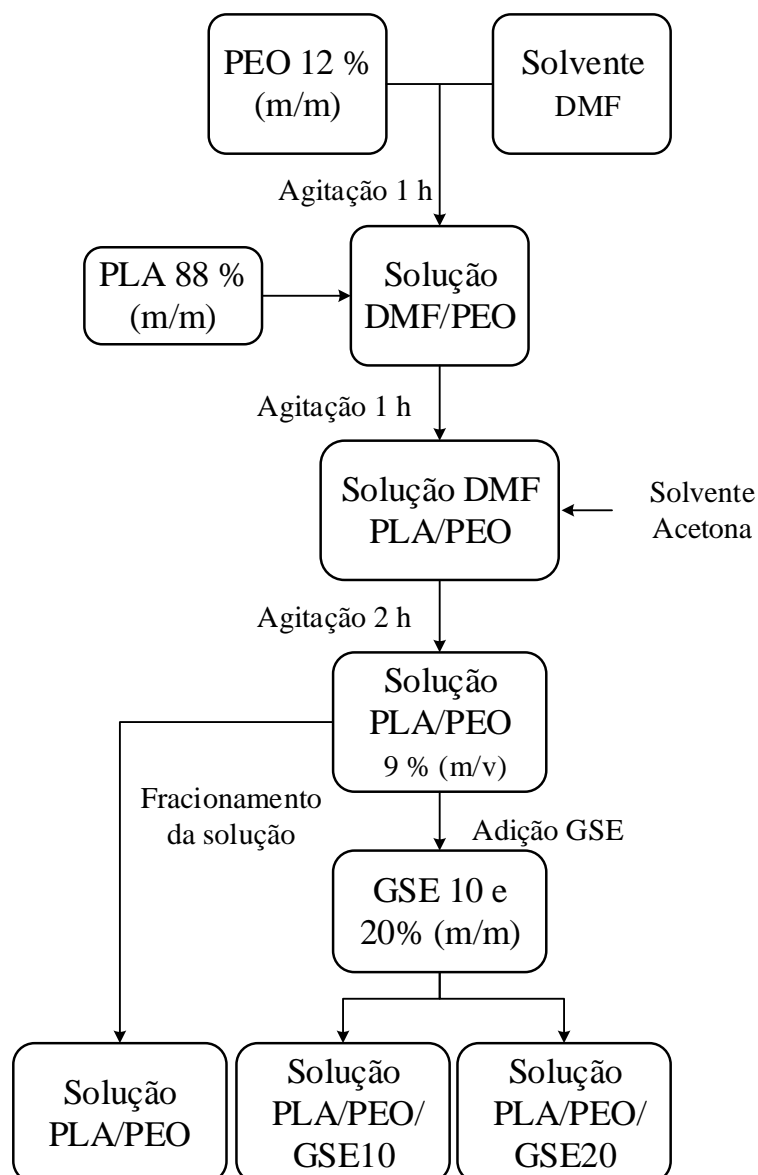 PEO 12 %
(m/m)
Solvente
DMF
Agitação 1 h
PLA 88 %
(m/m)
Solução
DMF/PEO
Agitação 1 h
Solução DMF
PLA/PEO
Solvente
Acetona
Agitação 2 h
Solução
PLA/PEO
9 % (m/v)
Fracionamento
da solução
Adição GSE
GSE 10 e
20% (m/m)
Solução
PLA/PEO
Solução
PLA/PEO/
GSE10
Solução
PLA/PEO/
GSE20